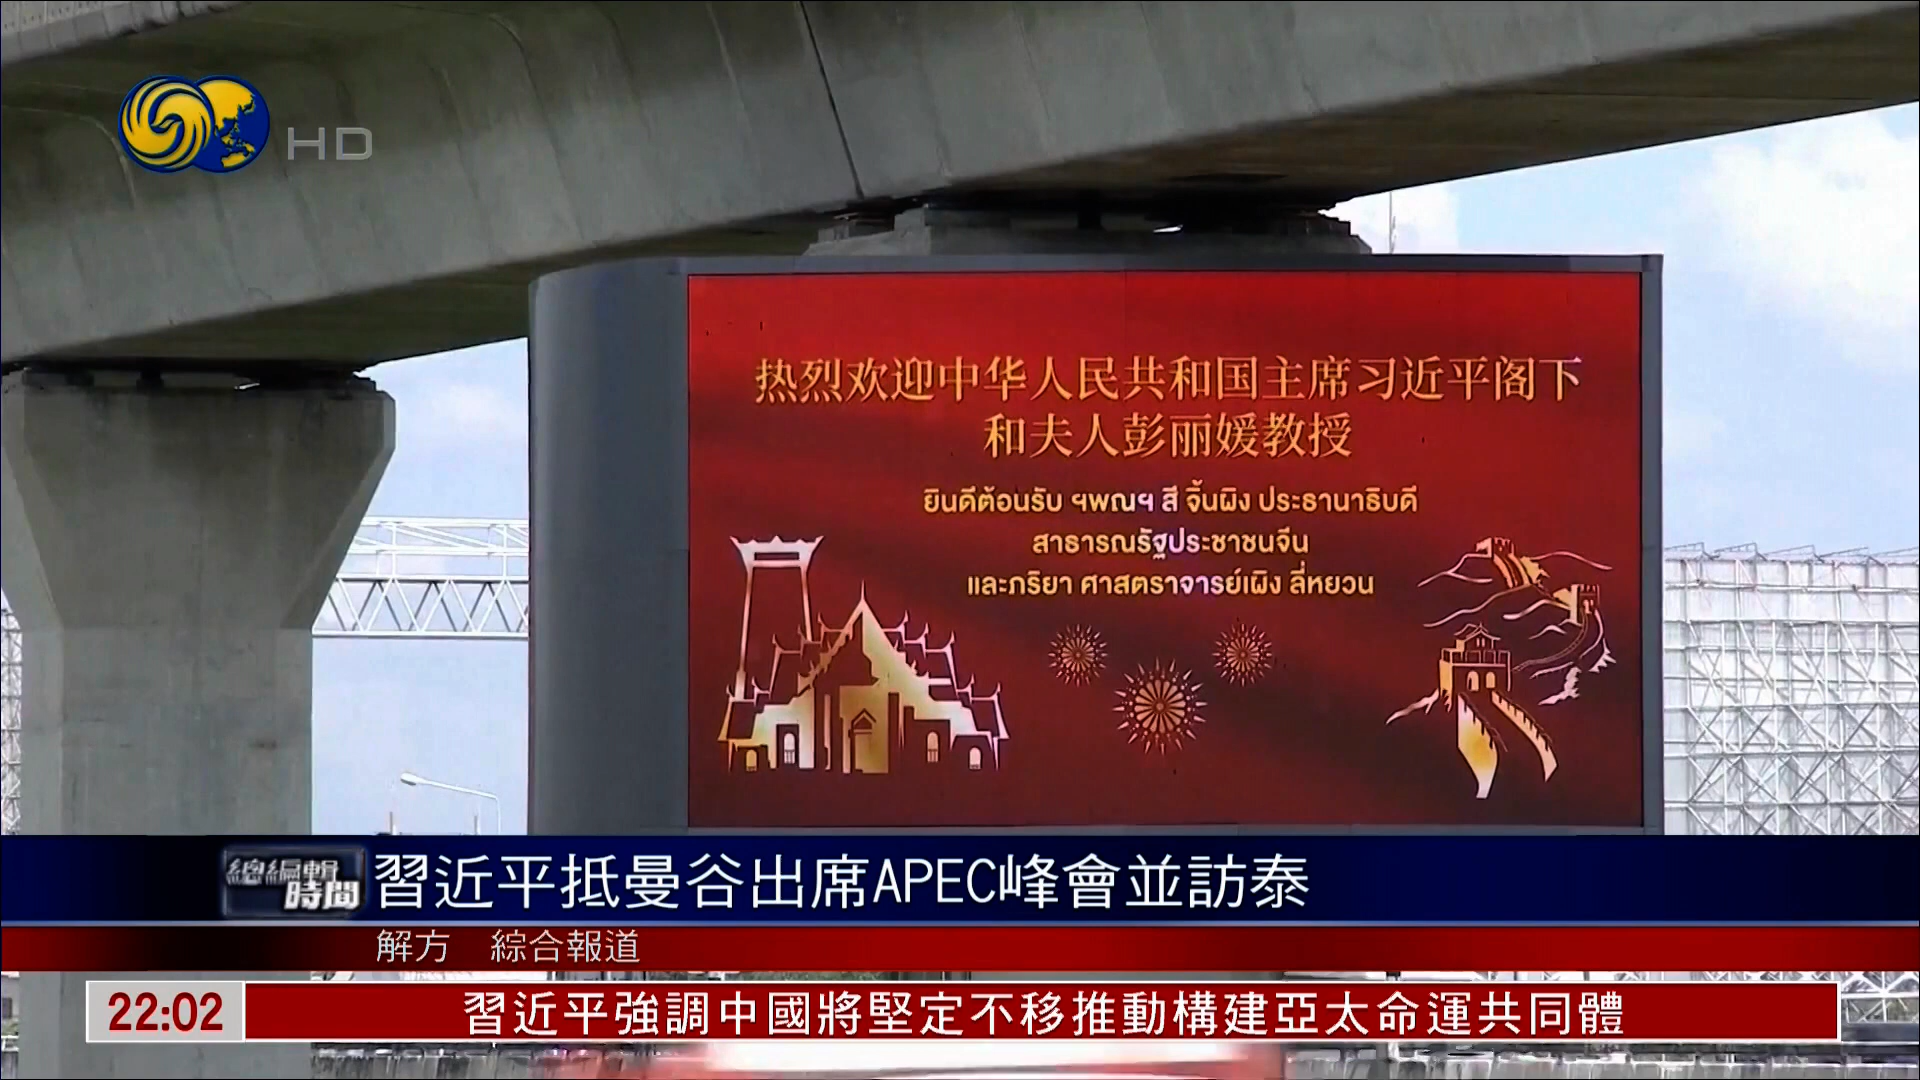 HD
热烈欢迎中华人民共和国主席习近平阁下
和夫人彭丽媛教授
ยินดีต้อนรับ ฯพณฯ สี จิ้นผิง ประธานาธิบดี
สาธารณรัฐประชาชนจีน
และภริยา ศาสตราจารย์เผิง ลี่หยวน
總編輯
時間
習近平抵曼谷出席APEC峰會並訪泰
解方 綜合報道
22:02
習近平強調中國將堅定不移推動構建亞太命運共同體